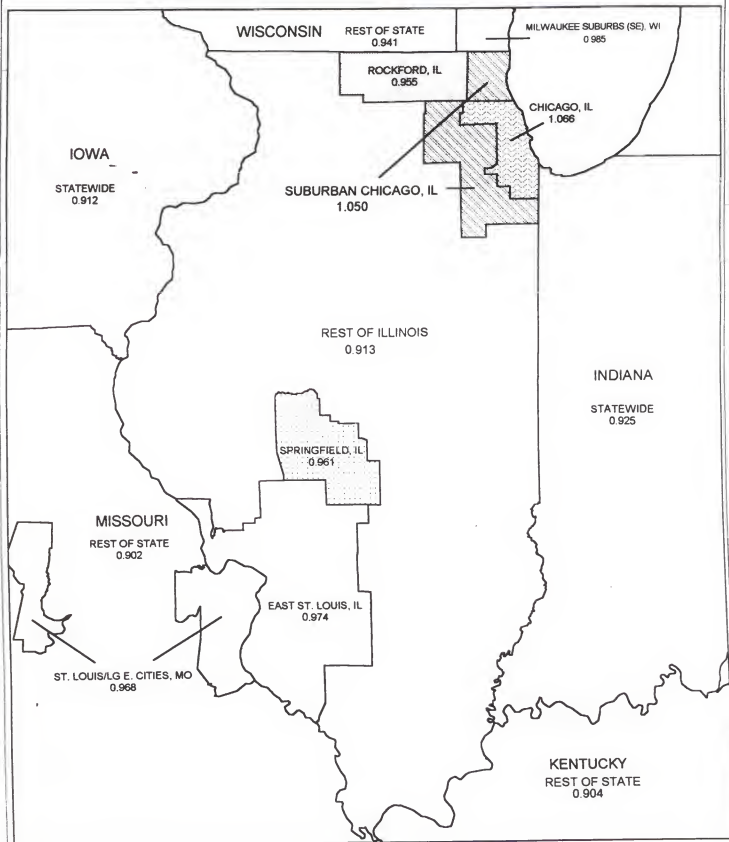 WISCONSIN
REST OF STATE
0.941
MILWAUKEE SUBURBS (SE), WI
0.985
ROCKFORD, IL
0.955
CHICAGO, IL
1.066
IOWA
STATEWIDE
0.912
SUBURBAN CHICAGO, IL
1.050
REST OF ILLINOIS
0.913
INDIANA
STATEWIDE
0.925
SPRINGFIELD, IL
0.961
MISSOURI
REST OF STATE
0.902
EAST ST. LOUIS, IL
0.974
ST. LOUIS/LG E. CITIES, MO
0.968
KENTUCKY
REST OF STATE
0.904